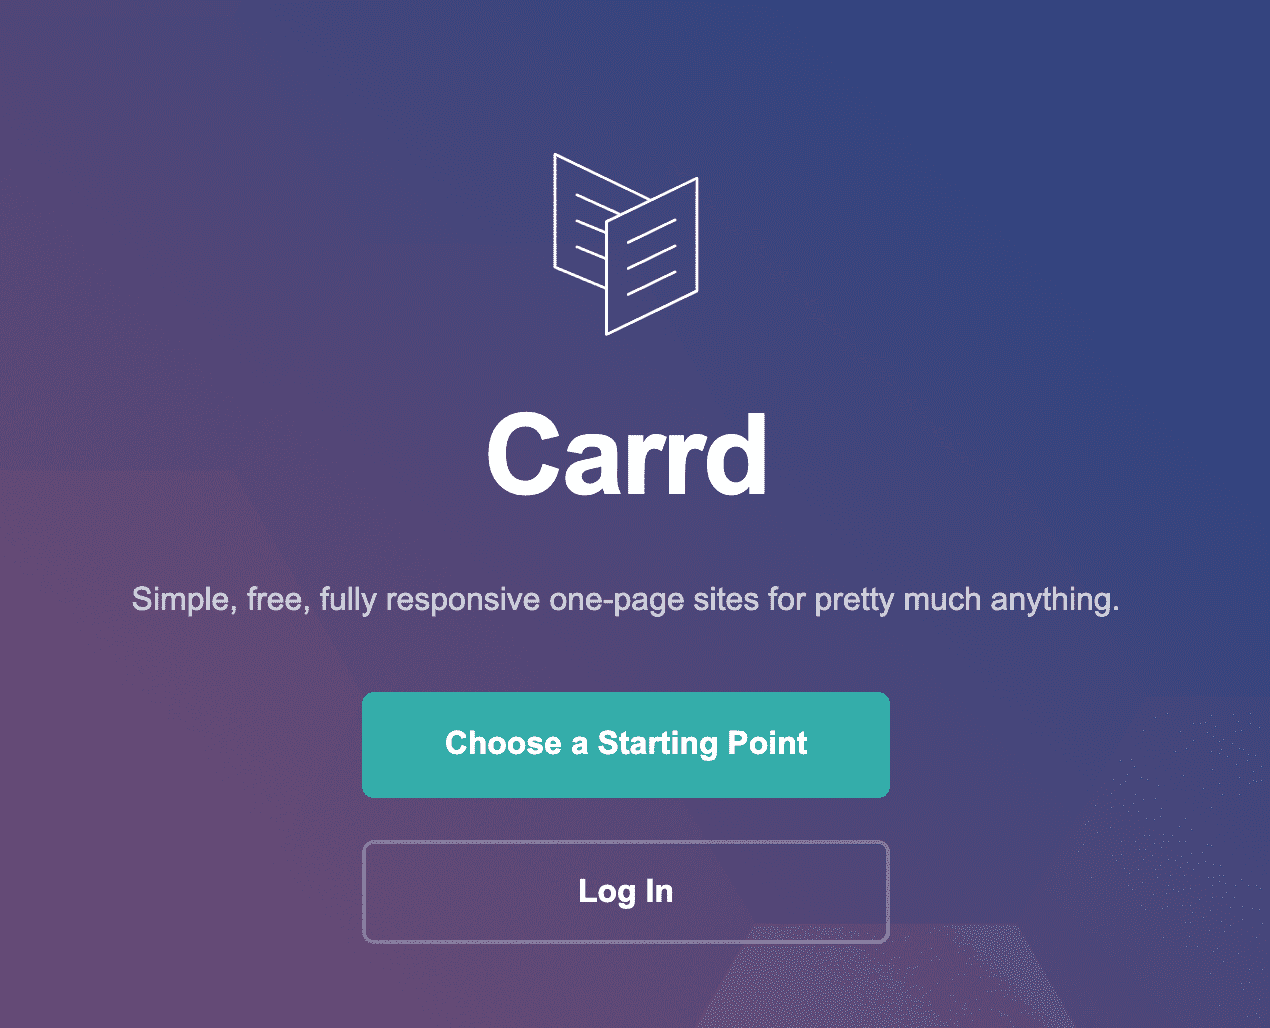 Carrd
Simple, free, fully responsive one-page sites for pretty much anything.
Choose a Starting Point
Log In